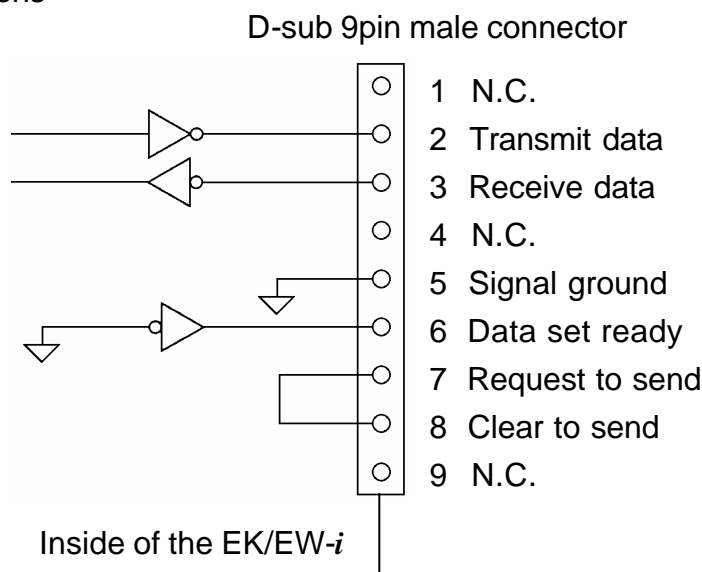 D-sub 9pin male connector
1 N.C.
2 Transmit data
3 Receive data
4 N.C.
5 Signal ground
6 Data set ready
7 Request to send
8 Clear to send
9 N.C.
Inside of the EK/EW-i